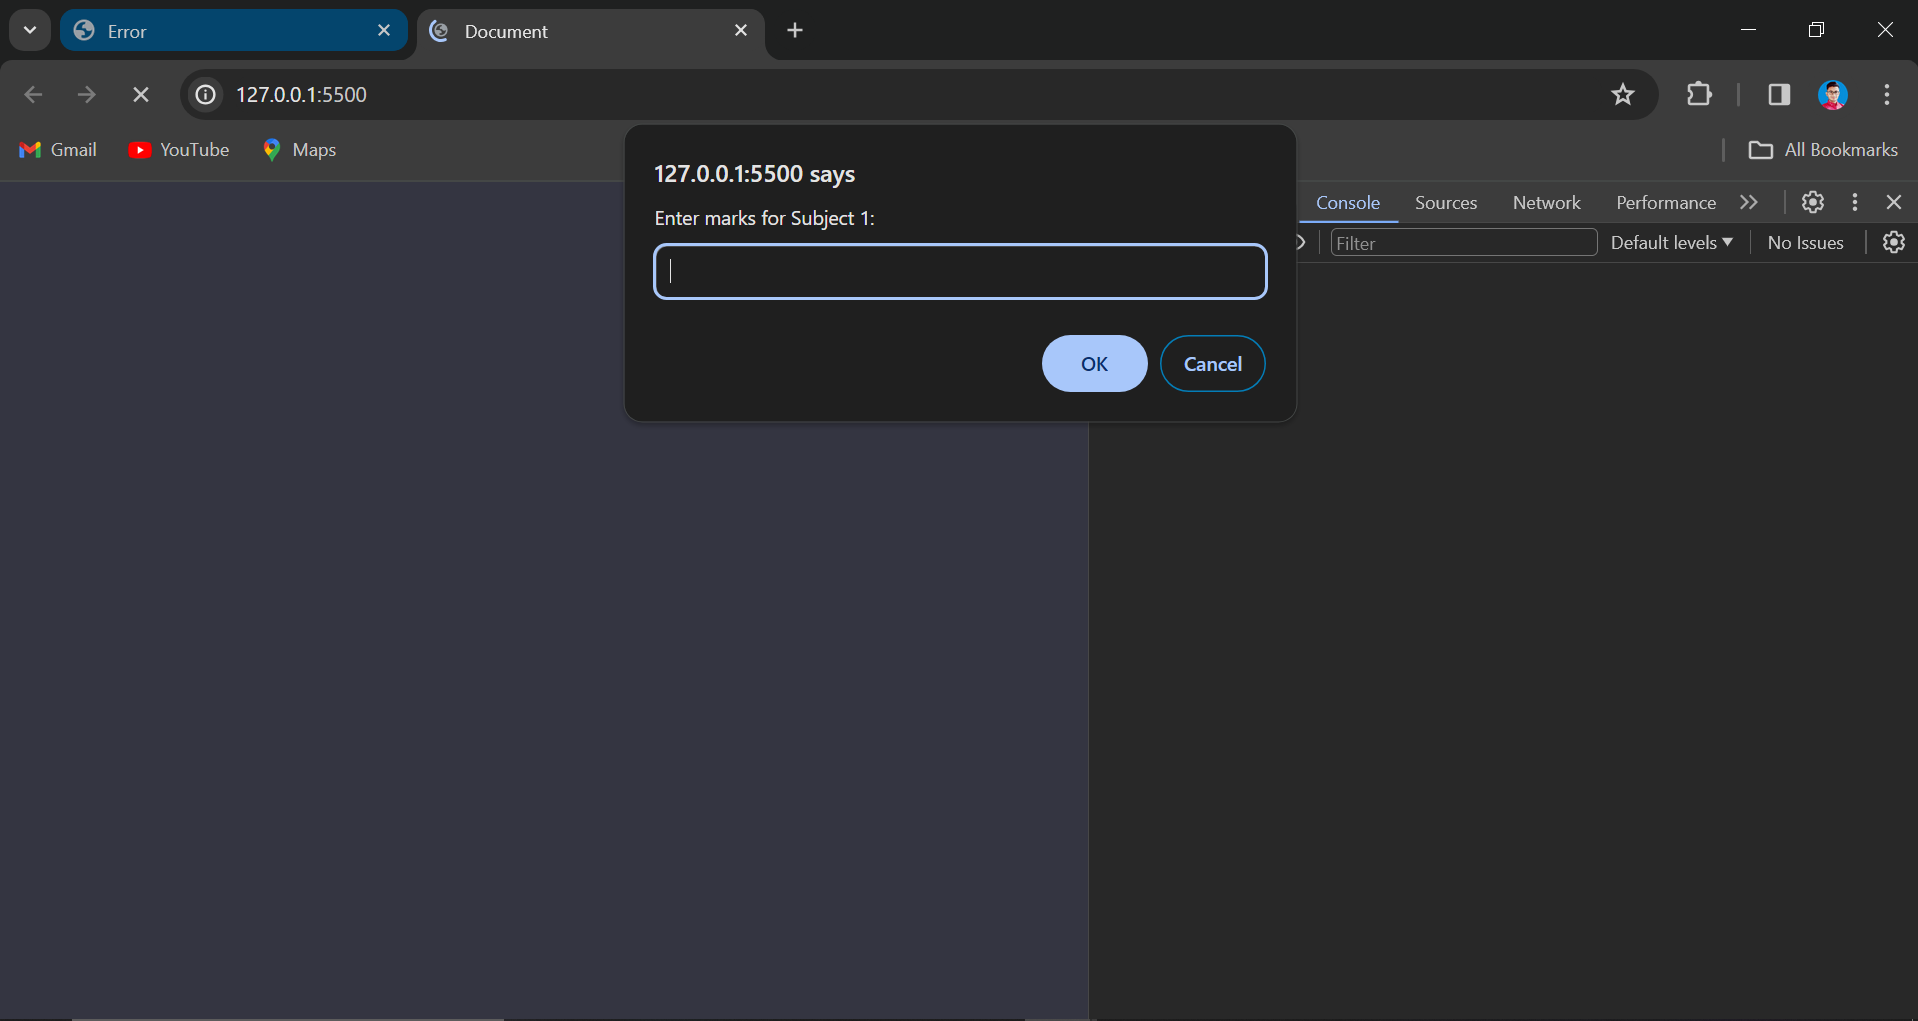 Error
Document
127.0.0.1:5500
Gmail
YouTube
Maps
All Bookmarks
127.0.0.1:5500 says
Enter marks for Subject 1:
OK
Cancel
Console
Sources
Network
Performance
Filter
Default levels
No Issues